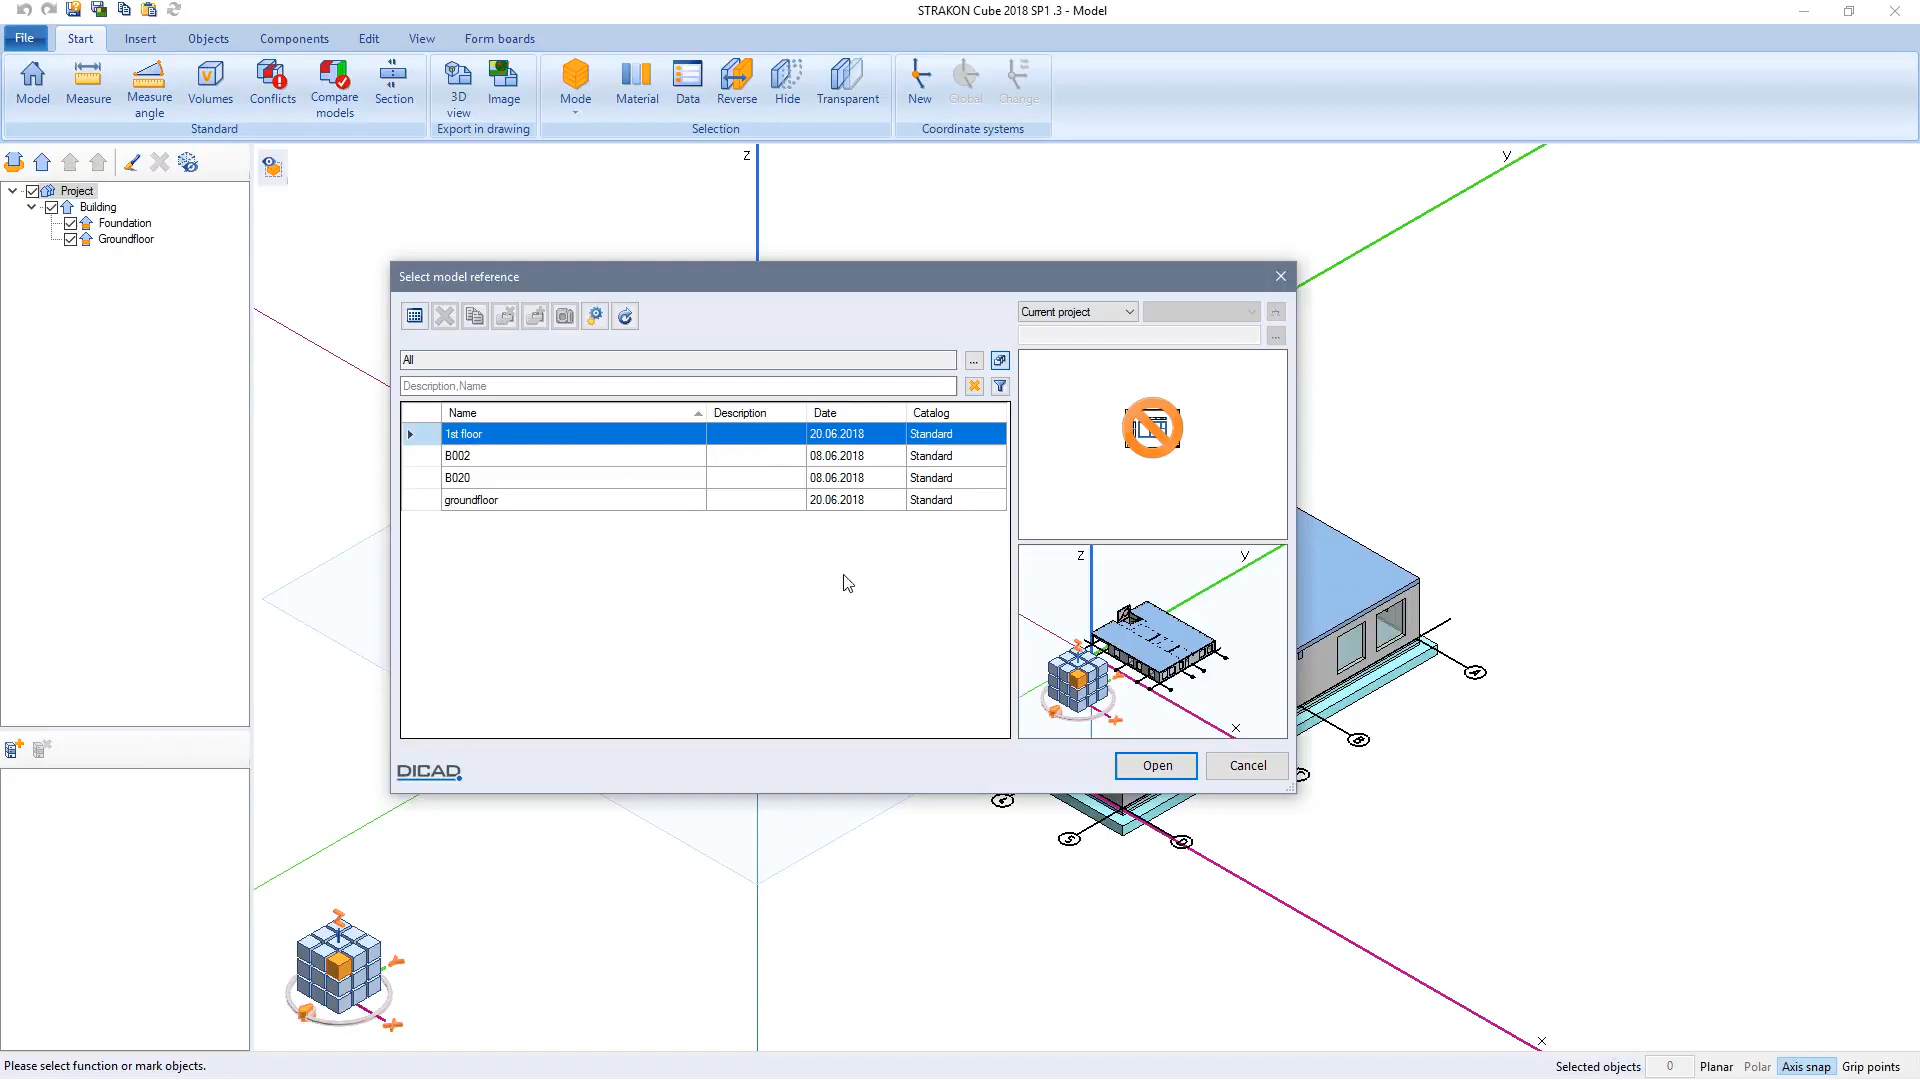 STRAKON Cube 2018 SP1 .3 - Model
File Start Insert Objects Components Edit View Form boards
Model Measure Measure angle Volumes Conflicts Compare models Section 3D view Image Mode Material Data Reverse Hide Transparent New Global Change
Standard Export in drawing Selection Coordinate systems
Project
Building
Foundation
Groundfloor
z
y
Select model reference
Current project
All
...
...
Description,Name
Name Description Date Catalog
1st floor 20.06.2018 Standard
B002 08.06.2018 Standard
B020 08.06.2018 Standard
groundfloor 20.06.2018 Standard
z
y
x
DICAD
Open Cancel
A
B
x
Please select function or mark objects.
Selected objects 0 Planar Polar Axis snap Grip points